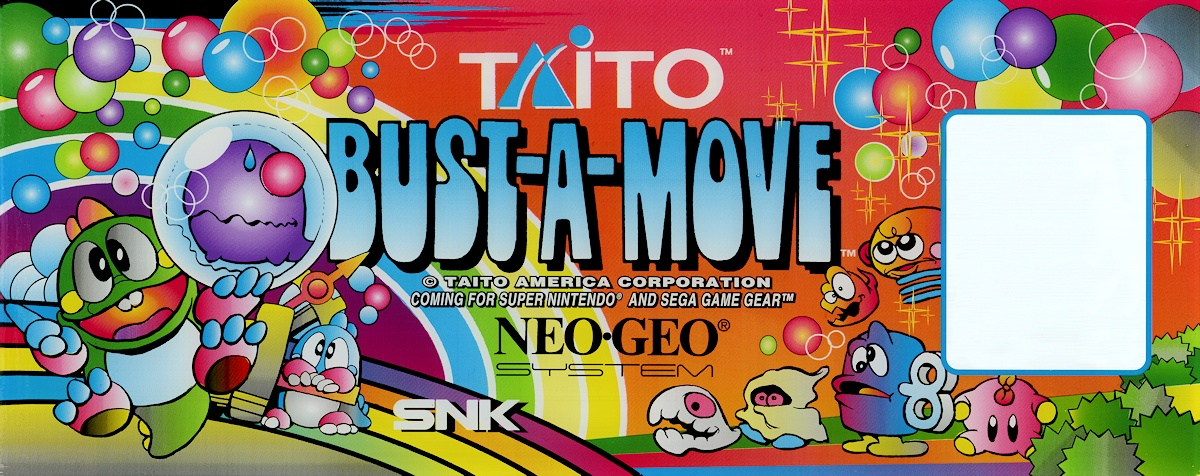 TAITO™
BUST-A-MOVE™
© TAITO AMERICA CORPORATION
COMING FOR SUPER NINTENDO® AND SEGA GAME GEAR™
NEO·GEO®
SYSTEM
SNK